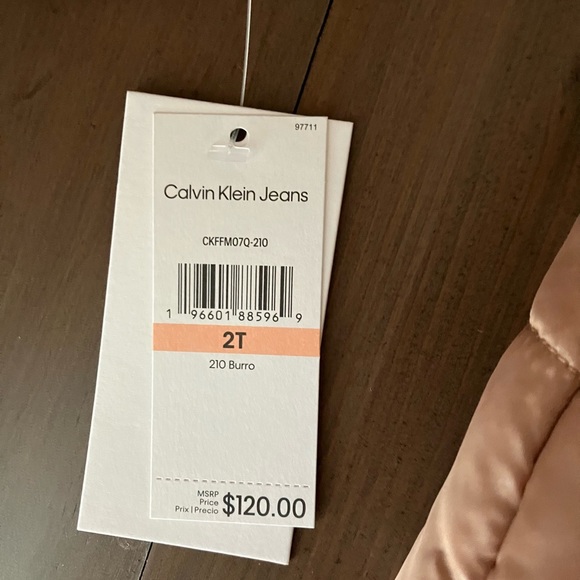 97711
Calvin Klein Jeans
CKFFM07Q-210
1 96601 88596 9
2T
210 Burro
MSRP
Price
Prix | Precio $120.00